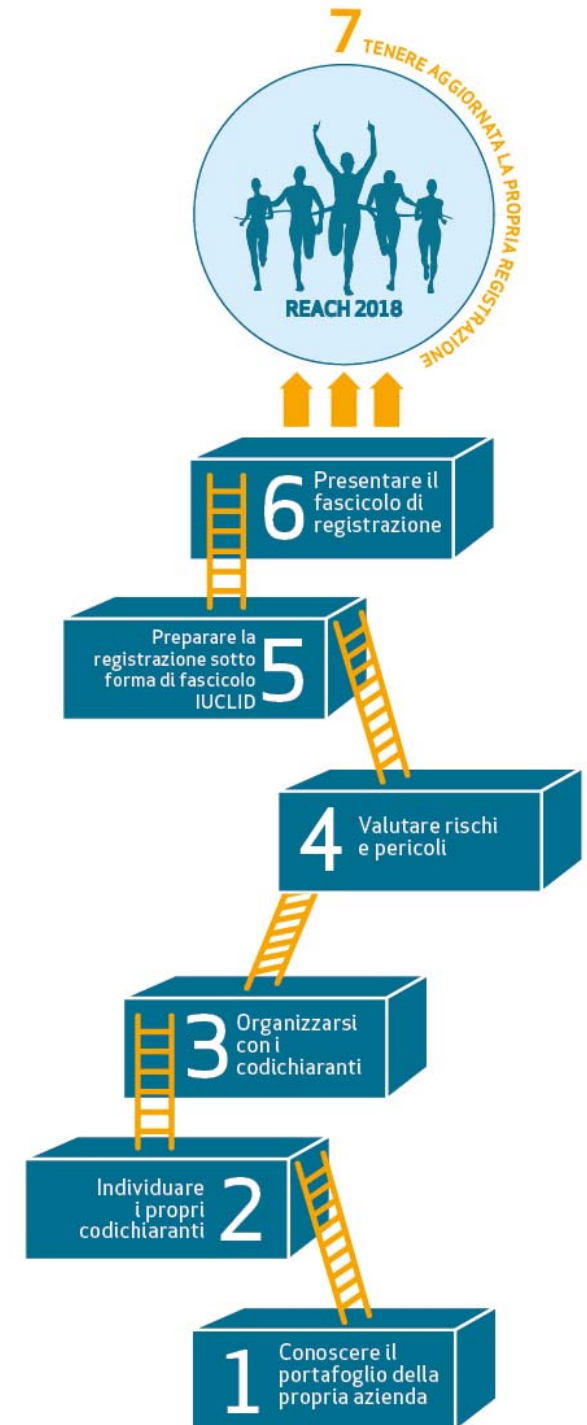 7 TENERE AGGIORNATA LA PROPRIA REGISTRAZIONE
REACH 2018
6
Presentare il
fascicolo di
registrazione
Preparare la
registrazione sotto
forma di fascicolo
IUCLID
5
4
Valutare rischi
e pericoli
3
Organizzarsi
con i
codichiaranti
Individuare
i propri
codichiaranti
2
1
Conoscere il
portafoglio della
propria azienda